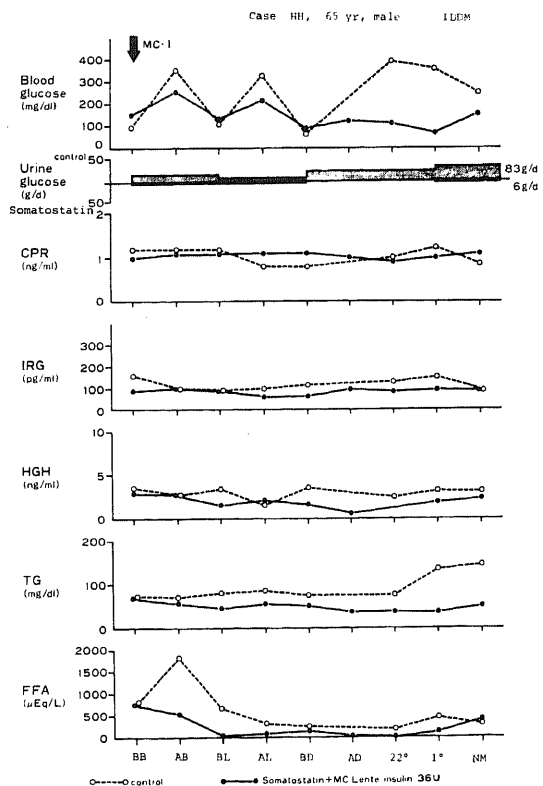 Case NH, 65 yr, male IDDM
MC-I
Blood glucose (mg/dl)
400
300
200
100
0
control
Urine glucose (g/d)
50
50
83g/d
6g/d
Somatostatin
CPR (ng/ml)
2
1
0
IRG (pg/ml)
300
200
100
0
HGH (ng/ml)
10
5
0
TG (mg/dl)
200
100
0
FFA (μEq/L)
2000
1500
1000
500
0
BB AB BL AL BD AD 22° 1° NM
control
Somatostatin+MC Lente insulin 36U